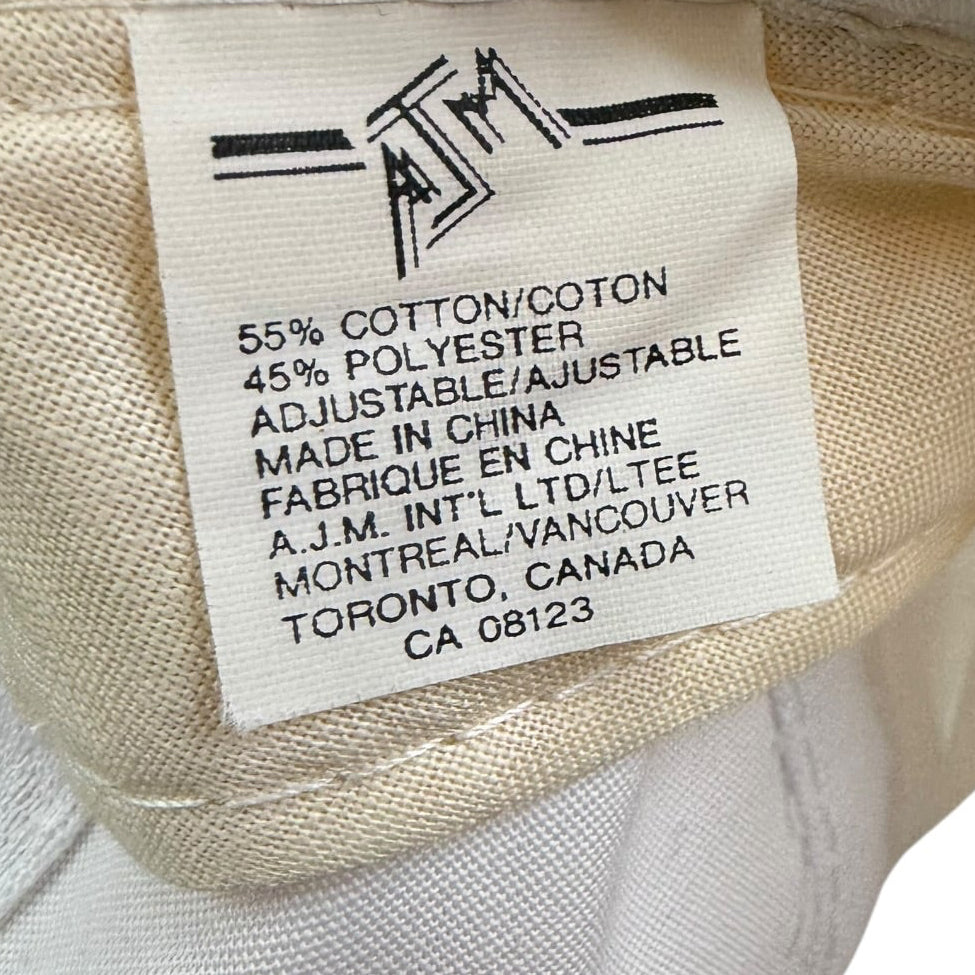 AJM
55% COTTON/COTON
45% POLYESTER
ADJUSTABLE/AJUSTABLE
MADE IN CHINA
FABRIQUE EN CHINE
A.J.M. INT'L LTD/LTEE
MONTREAL/VANCOUVER
TORONTO, CANADA
CA 08123